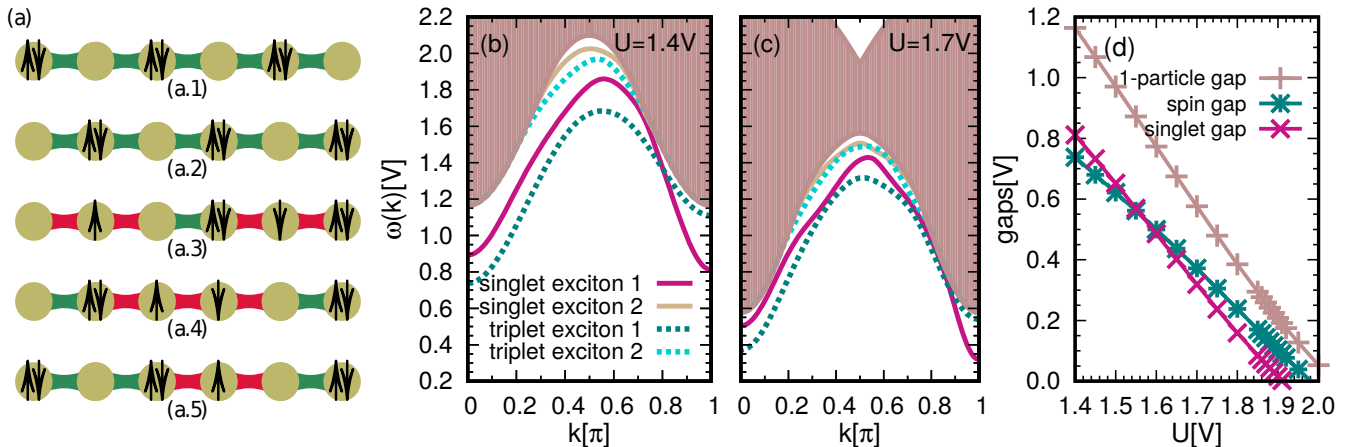 (a)
(a.1)
(a.2)
(a.3)
(a.4)
(a.5)
(b)
U=1.4V
ω(k)[V]
2.2
2.0
1.8
1.6
1.4
1.2
1.0
0.8
0.6
0.4
0.2
singlet exciton 1
singlet exciton 2
triplet exciton 1
triplet exciton 2
0 0.2 0.4 0.6 0.8 1
k[π]
(c)
U=1.7V
0 0.2 0.4 0.6 0.8 1
k[π]
(d)
1-particle gap
spin gap
singlet gap
gaps[V]
1.2
1.0
0.8
0.6
0.4
0.2
0.0
1.4 1.5 1.6 1.7 1.8 1.9 2.0
U[V]